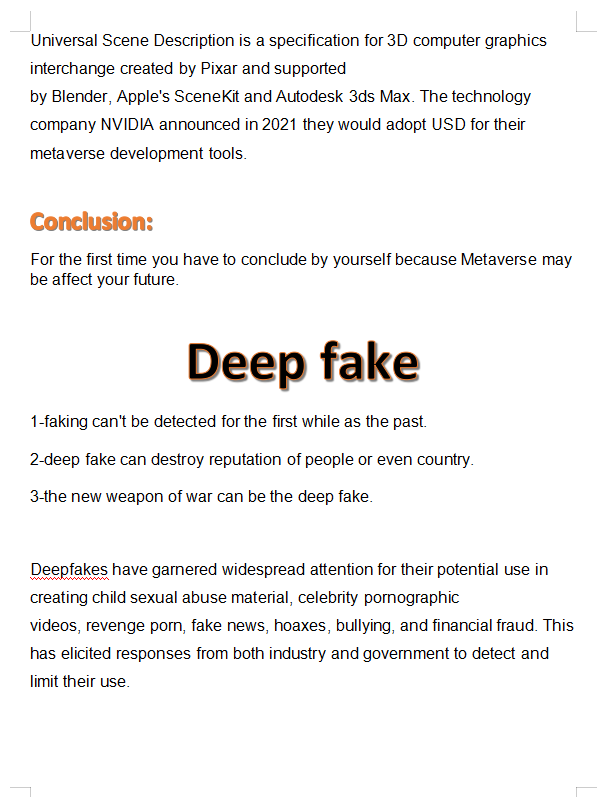 Universal Scene Description is a specification for 3D computer graphics
interchange created by Pixar and supported
by Blender, Apple's SceneKit and Autodesk 3ds Max. The technology
company NVIDIA announced in 2021 they would adopt USD for their
metaverse development tools.
Conclusion:
For the first time you have to conclude by yourself because Metaverse may
be affect your future.
Deep fake
1-faking can't be detected for the first while as the past.
2-deep fake can destroy reputation of people or even country.
3-the new weapon of war can be the deep fake.
Deepfakes have garnered widespread attention for their potential use in
creating child sexual abuse material, celebrity pornographic
videos, revenge porn, fake news, hoaxes, bullying, and financial fraud. This
has elicited responses from both industry and government to detect and
limit their use.